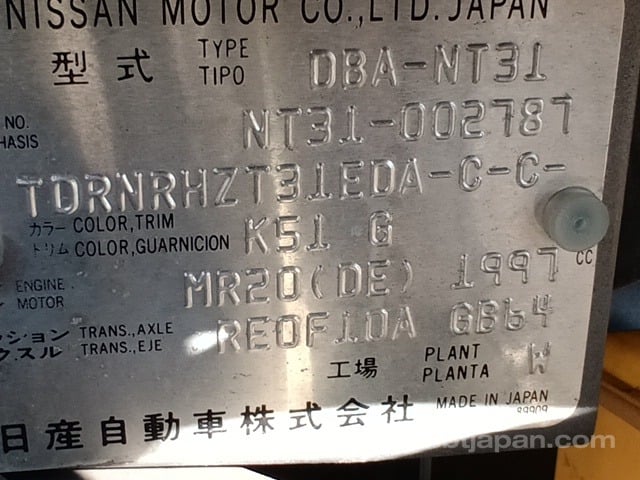 NISSAN MOTOR CO.,LTD. JAPAN
型式 TYPE TIPO DBA-NT31
NO. HASIS NT31-002787
TDRNRHZT31EDA-C-C-
カラー COLOR,TRIM
トリム COLOR,GUARNICION K51 G
ENGINE MOTOR MR20(DE) 1997 CC
ション TRANS.,AXLE
クスル TRANS.,EJE RE0F10A GB64
工場 PLANT PLANTA W
日産自動車株式会社 MADE IN JAPAN
99909
tjapan.com